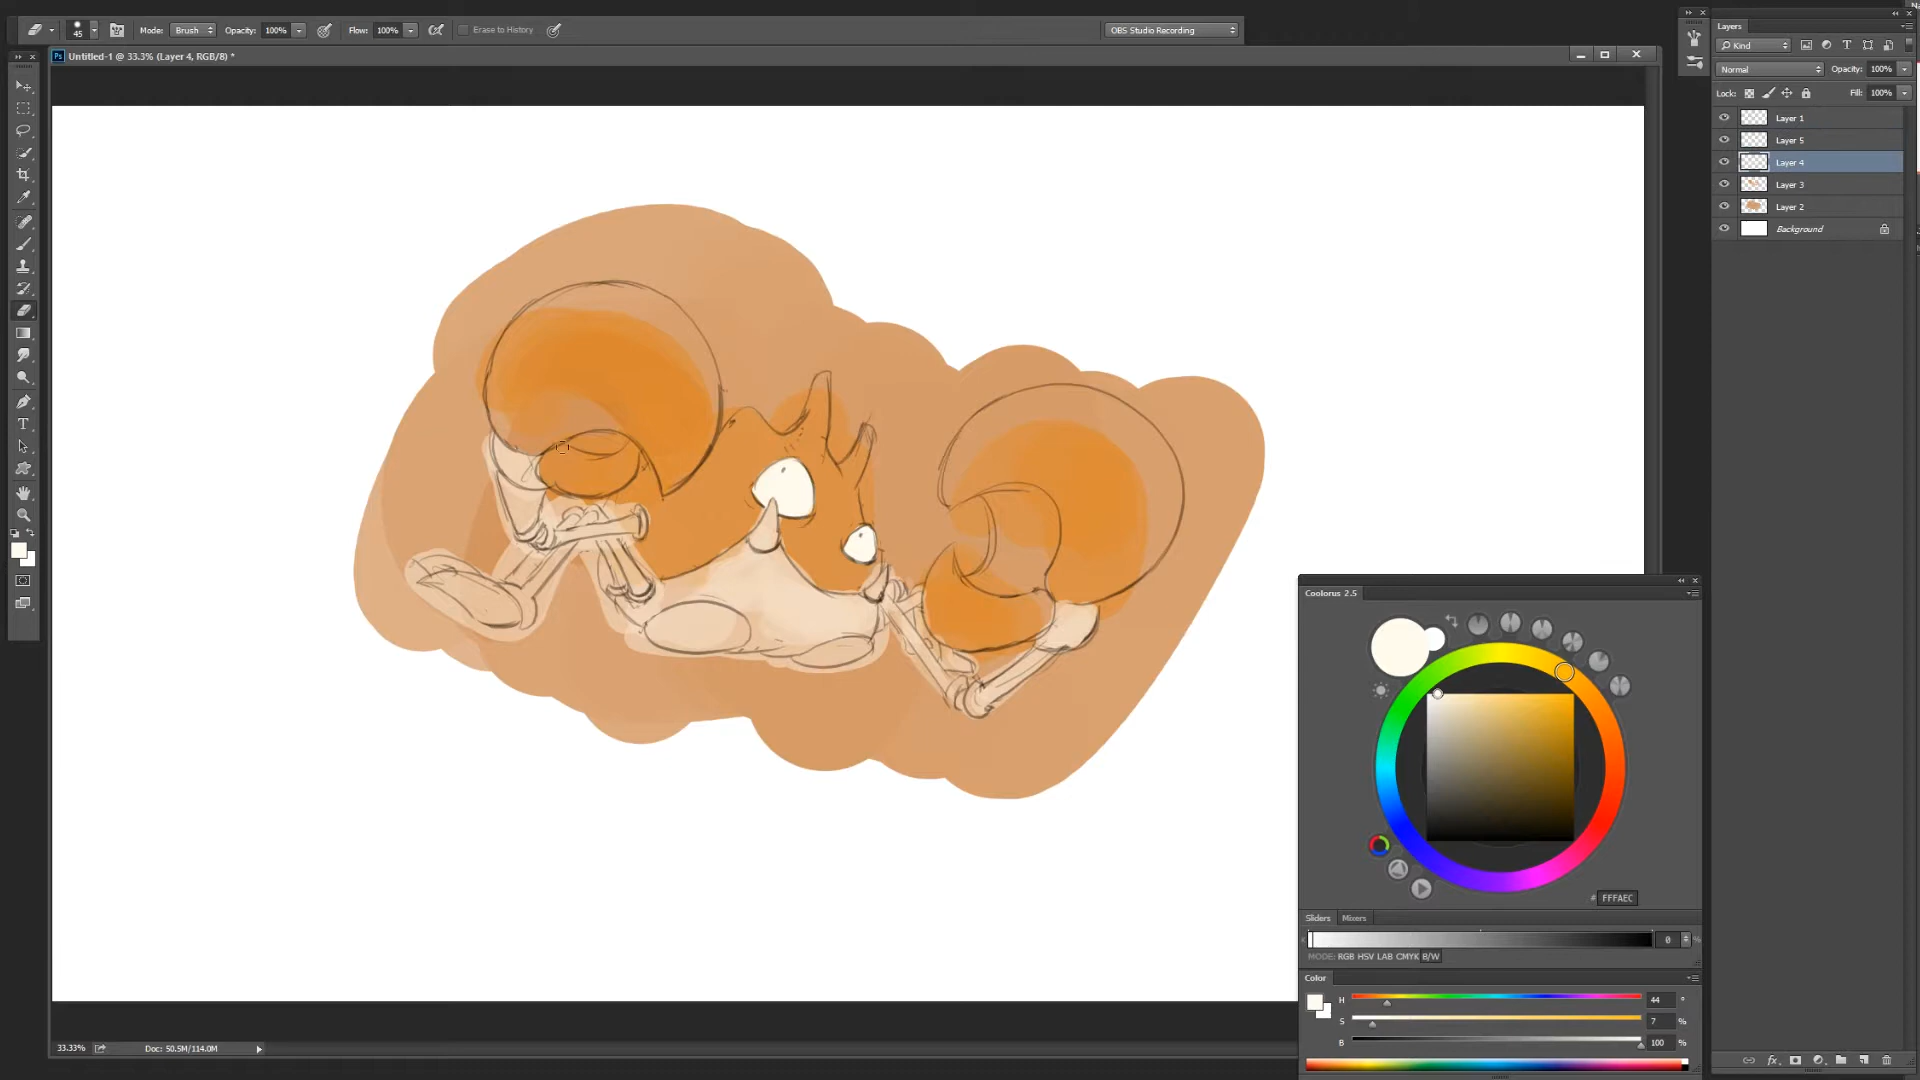 45
Mode: Brush
Opacity: 100%
Flow: 100%
Erase to History
OBS Studio Recording
Ps Untitled-1 @ 33.3% (Layer 4, RGB/8) *
Layers
Kind
Normal
Opacity: 100%
Lock:
Fill: 100%
Layer 1
Layer 5
Layer 4
Layer 3
Layer 2
Background
Coolorus 2.5
# FFFAEC
Sliders
Mixers
0 %
MODE: RGB HSV LAB CMYK B/W
Color
H 44 °
S 7 %
B 100 %
33.33%
Doc: 50.5M/114.0M